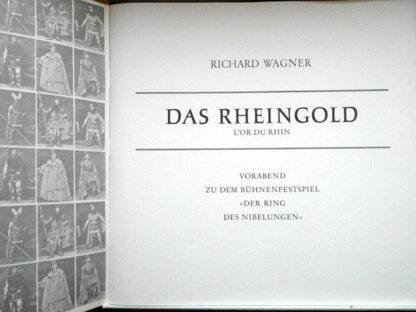 RICHARD WAGNER
DAS RHEINGOLD
L'OR DU RHIN
VORABEND
ZU DEM BÜHNENFESTSPIEL
»DER RING
DES NIBELUNGEN«